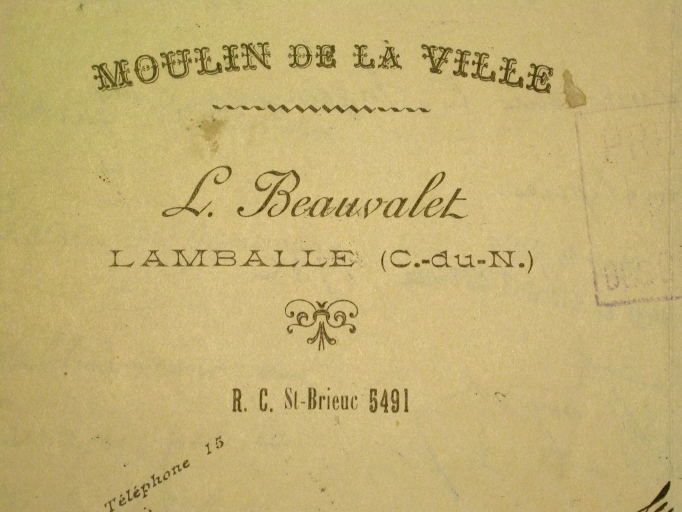 MOULIN DE LA VILLE
L. Beauvalet
LAMBALLE (C.-du-N.)
R. C. St-Brieuc 5491
Téléphone 15